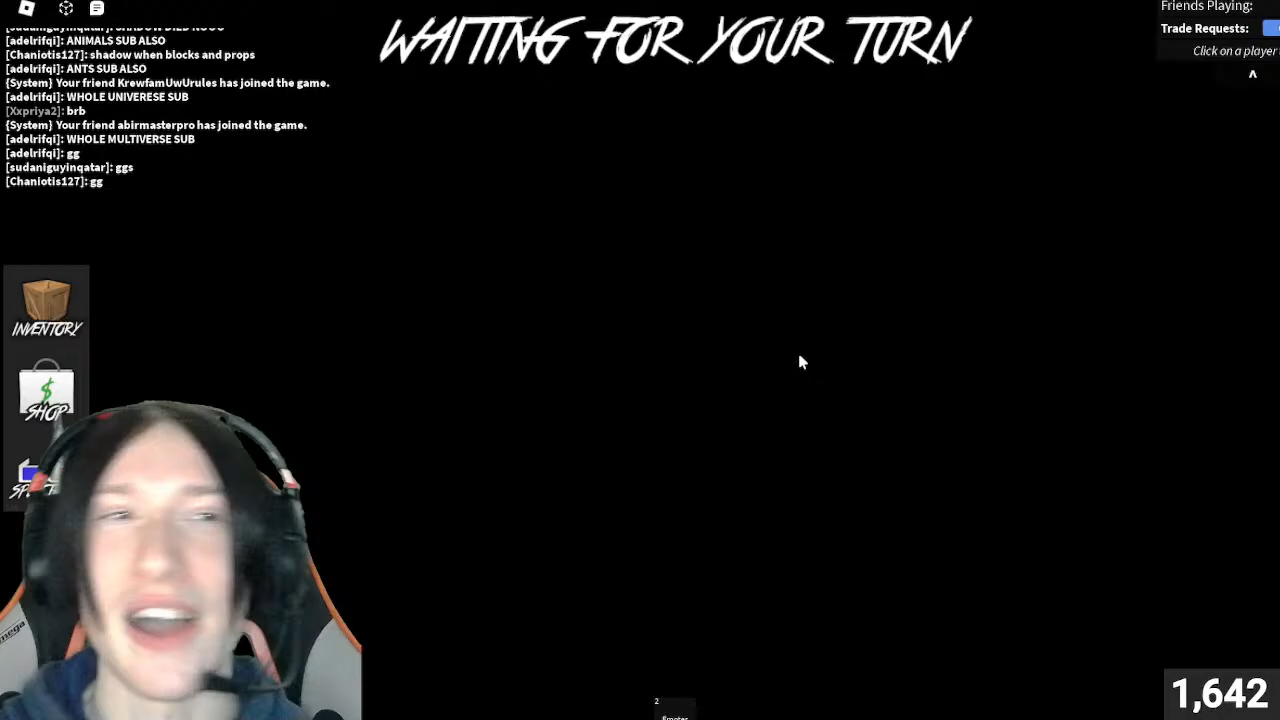 WAITING FOR YOUR TURN
Friends Playing:
Trade Requests:
Click on a player
[adelrifqi]: ANIMALS SUB ALSO
[Chaniotis127]: shadow when blocks and props
[adelrifqi]: ANTS SUB ALSO
{System} Your friend KrewfamUwUrules has joined the game.
[adelrifqi]: WHOLE UNIVERESE SUB
[Xxpriya2]: brb
{System} Your friend abirmasterpro has joined the game.
[adelrifqi]: WHOLE MULTIVERSE SUB
[adelrifqi]: gg
[sudaniguyinqatar]: ggs
[Chaniotis127]: gg
INVENTORY
$
SHOP
2
1,642